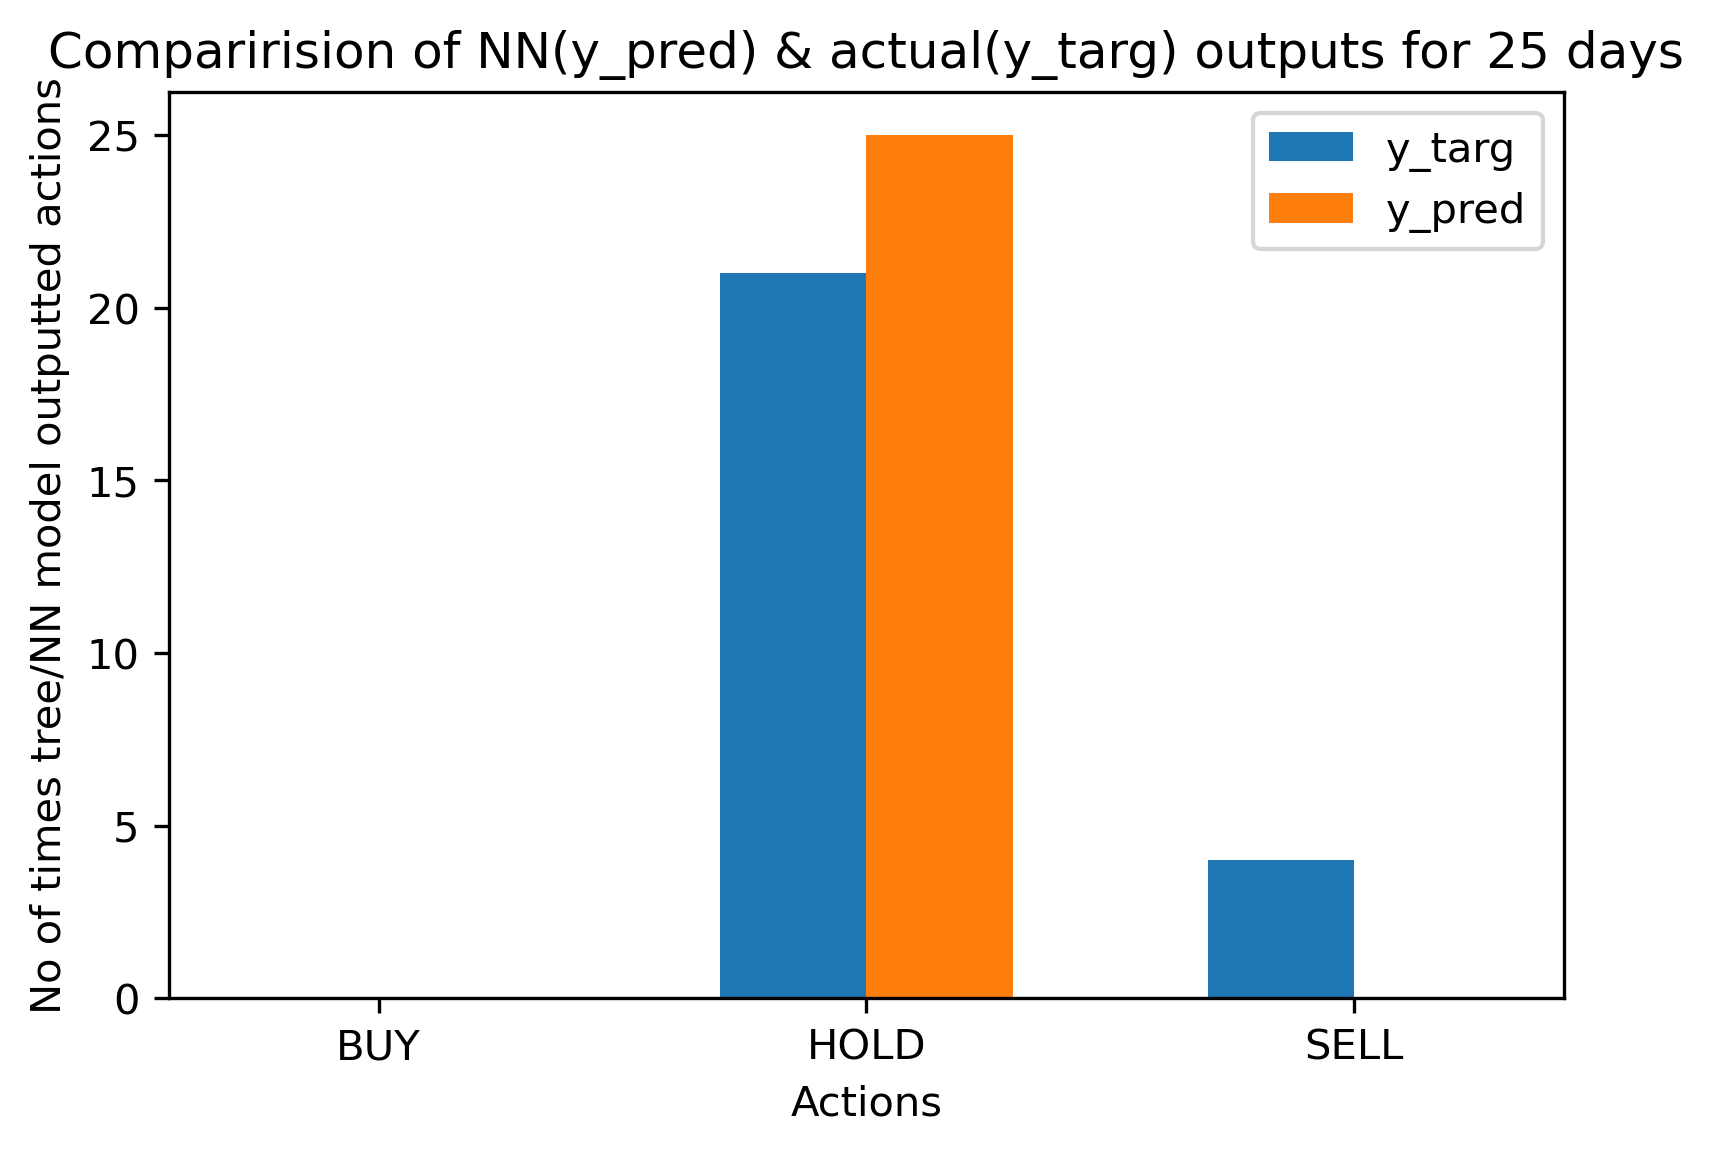 Comparirision of NN(y_pred) & actual(y_targ) outputs for 25 days
No of times tree/NN model outputted actions
25
20
15
10
5
0
y_targ
y_pred
BUY
HOLD
SELL
Actions